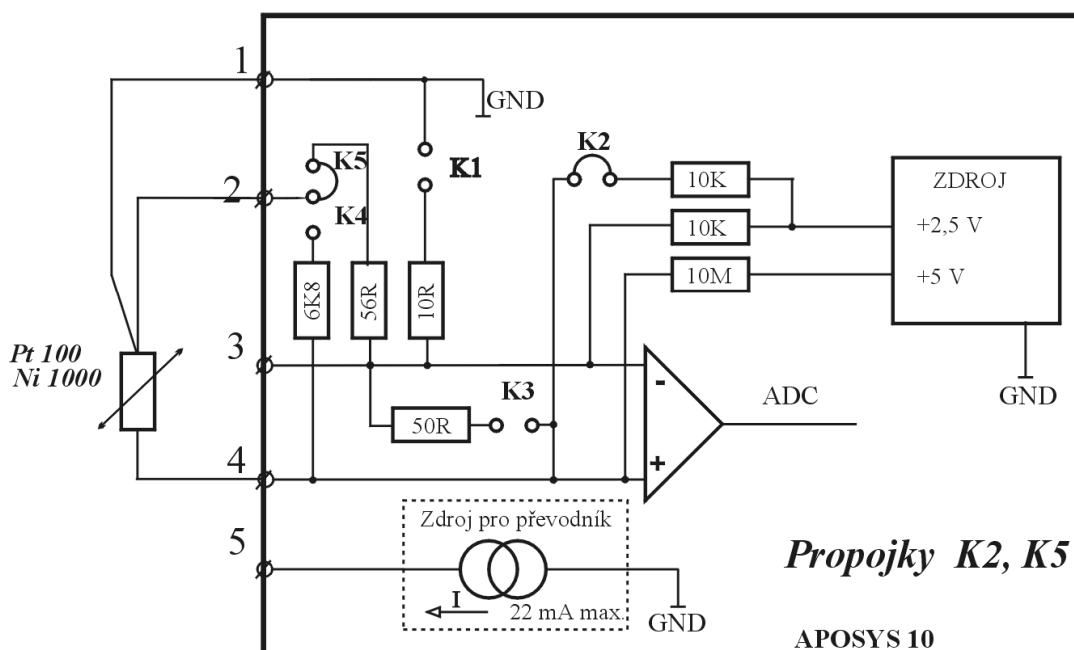 1
GND
K5
K1
K2
10K
ZDROJ
2
K4
10K
+2,5 V
10M
+5 V
6K8
56R
10R
Pt 100
Ni 1000
3
-
ADC
GND
K3
50R
4
+
Zdroj pro převodník
5
I
22 mA max.
GND
Propojky K2, K5
APOSYS 10